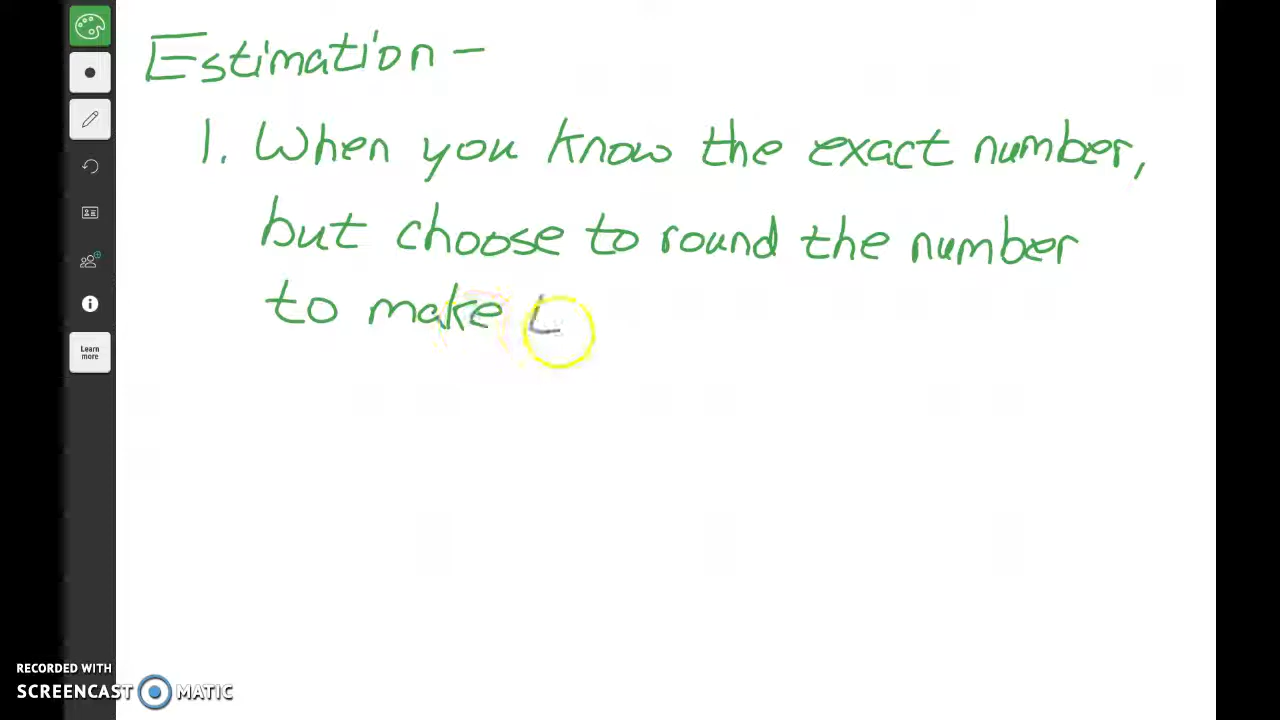 Estimation -
1. When you know the exact number,
but choose to round the number
to make
Learn
more
RECORDED WITH
SCREENCAST MATIC